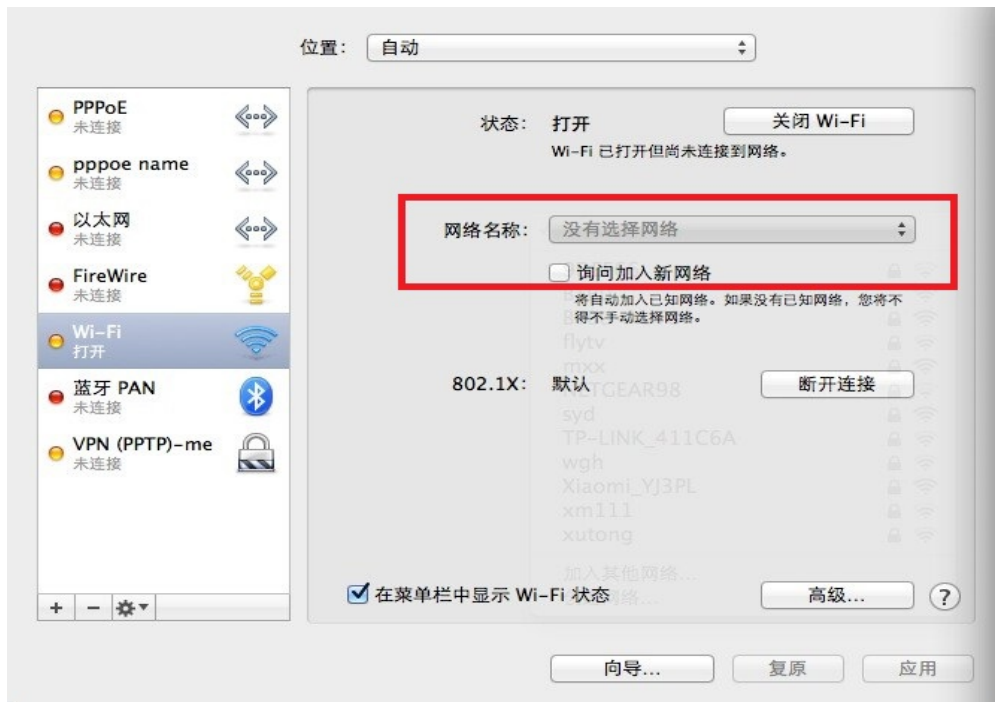 位置: 自动
PPPoE
未连接
pppoe name
未连接
以太网
未连接
FireWire
未连接
Wi-Fi
打开
蓝牙 PAN
未连接
VPN (PPTP)-me
未连接
状态: 打开 关闭 Wi-Fi
Wi-Fi 已打开但尚未连接到网络。
网络名称: 没有选择网络
询问加入新网络
将自动加入已知网络。如果没有已知网络，您将不
得不手动选择网络。
flytv
mxx
802.1X: 默认 断开连接
NETGEAR98
syd
TP-LINK_411C6A
wgh
Xiaomi_YJ3PL
xm111
xutong
加入其他网络...
在菜单栏中显示 Wi-Fi 状态 高级... ?
向导... 复原 应用